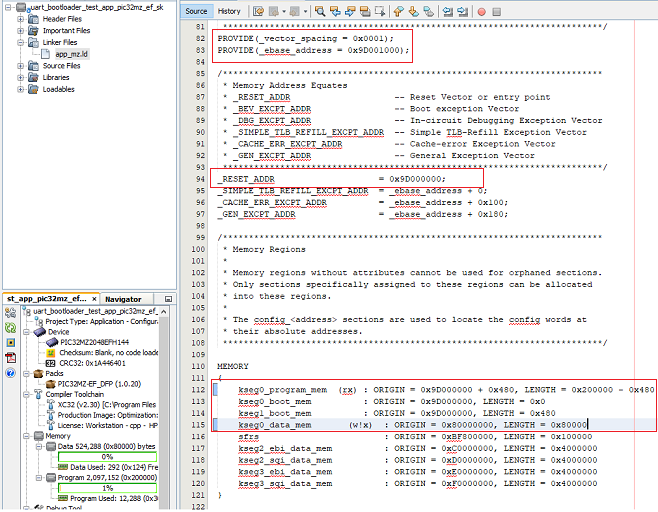 uart_bootloader_test_app_pic32mz_ef_sk
Header Files
Important Files
Linker Files
app_mz.ld
Source Files
Libraries
Loadables
st_app_pic32mz_ef... × Navigator
uart_bootloader_test_app_pic32mz_ef_
Project Type: Application - Configura
Device
PIC32MZ2048EFH144
Checksum: Blank, no code loade
CRC32: 0x1A446401
Packs
PIC32MZ-EF_DFP (1.0.20)
Compiler Toolchain
XC32 (v2.30) [C:\Program Files
Production Image: Optimization:
License: Workstation - cpp - HP
Memory
Data 524,288 (0x80000) bytes
0%
Data Used: 292 (0x124) Free
Program 2,097,152 (0x200000)
1%
Program Used: 12,288 (0x30
Debug Tool
Source History
81 ***************************************************************/
82 PROVIDE(_vector_spacing = 0x0001);
83 PROVIDE(_ebase_address = 0x9D001000);
84
85 /***************************************************************
86 * Memory Address Equates
87 * _RESET_ADDR -- Reset Vector or entry point
88 * _BEV_EXCPT_ADDR -- Boot exception Vector
89 * _DBG_EXCPT_ADDR -- In-circuit Debugging Exception Vector
90 * _SIMPLE_TLB_REFILL_EXCPT_ADDR -- Simple TLB-Refill Exception Vector
91 * _CACHE_ERR_EXCPT_ADDR -- Cache-error Exception Vector
92 * _GEN_EXCPT_ADDR -- General Exception Vector
93 ***************************************************************/
94 _RESET_ADDR = 0x9D000000;
95 _SIMPLE_TLB_REFILL_EXCPT_ADDR = _ebase_address + 0;
96 _CACHE_ERR_EXCPT_ADDR = _ebase_address + 0x100;
97 _GEN_EXCPT_ADDR = _ebase_address + 0x180;
98
99 /***************************************************************
100 * Memory Regions
101 *
102 * Memory regions without attributes cannot be used for orphaned sections.
103 * Only sections specifically assigned to these regions can be allocated
104 * into these regions.
105 *
106 * The config_<address> sections are used to locate the config words at
107 * their absolute addresses.
108 ***************************************************************/
109
110 MEMORY
111 {
112 kseg0_program_mem (rx) : ORIGIN = 0x9D000000 + 0x480, LENGTH = 0x200000 - 0x480
113 kseg0_boot_mem : ORIGIN = 0x9D000000, LENGTH = 0x0
114 kseg1_boot_mem : ORIGIN = 0x9D000000, LENGTH = 0x480
115 kseg0_data_mem (w!x) : ORIGIN = 0x80000000, LENGTH = 0x80000
116 sfrs : ORIGIN = 0xBF800000, LENGTH = 0x100000
117 kseg2_ebi_data_mem : ORIGIN = 0xC0000000, LENGTH = 0x4000000
118 kseg2_sqi_data_mem : ORIGIN = 0xD0000000, LENGTH = 0x4000000
119 kseg3_ebi_data_mem : ORIGIN = 0xE0000000, LENGTH = 0x4000000
120 kseg3_sqi_data_mem : ORIGIN = 0xF0000000, LENGTH = 0x4000000
121 }
122